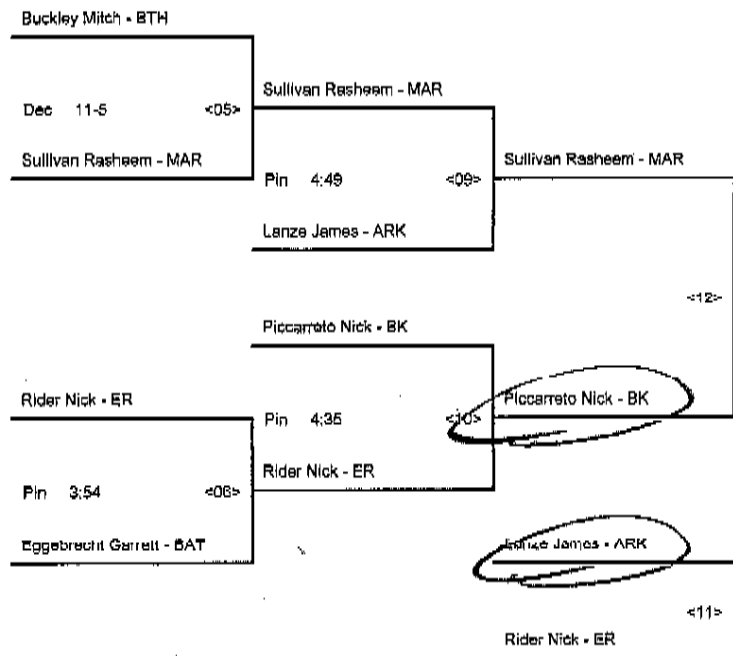 Buckley Mitch - BTH
Sullivan Rasheem - MAR
Dec 11-5 <05>
Sullivan Rasheem - MAR
Sullivan Rasheem - MAR
Pin 4:49 <09>
Lanze James - ARK
<12>
Piccarreto Nick - BK
Rider Nick - ER
Piccarreto Nick - BK
Pin 4:35 <10>
Rider Nick - ER
Pin 3:54 <06>
Eggebrecht Garrett - BAT
Lanze James - ARK
<11>
Rider Nick - ER